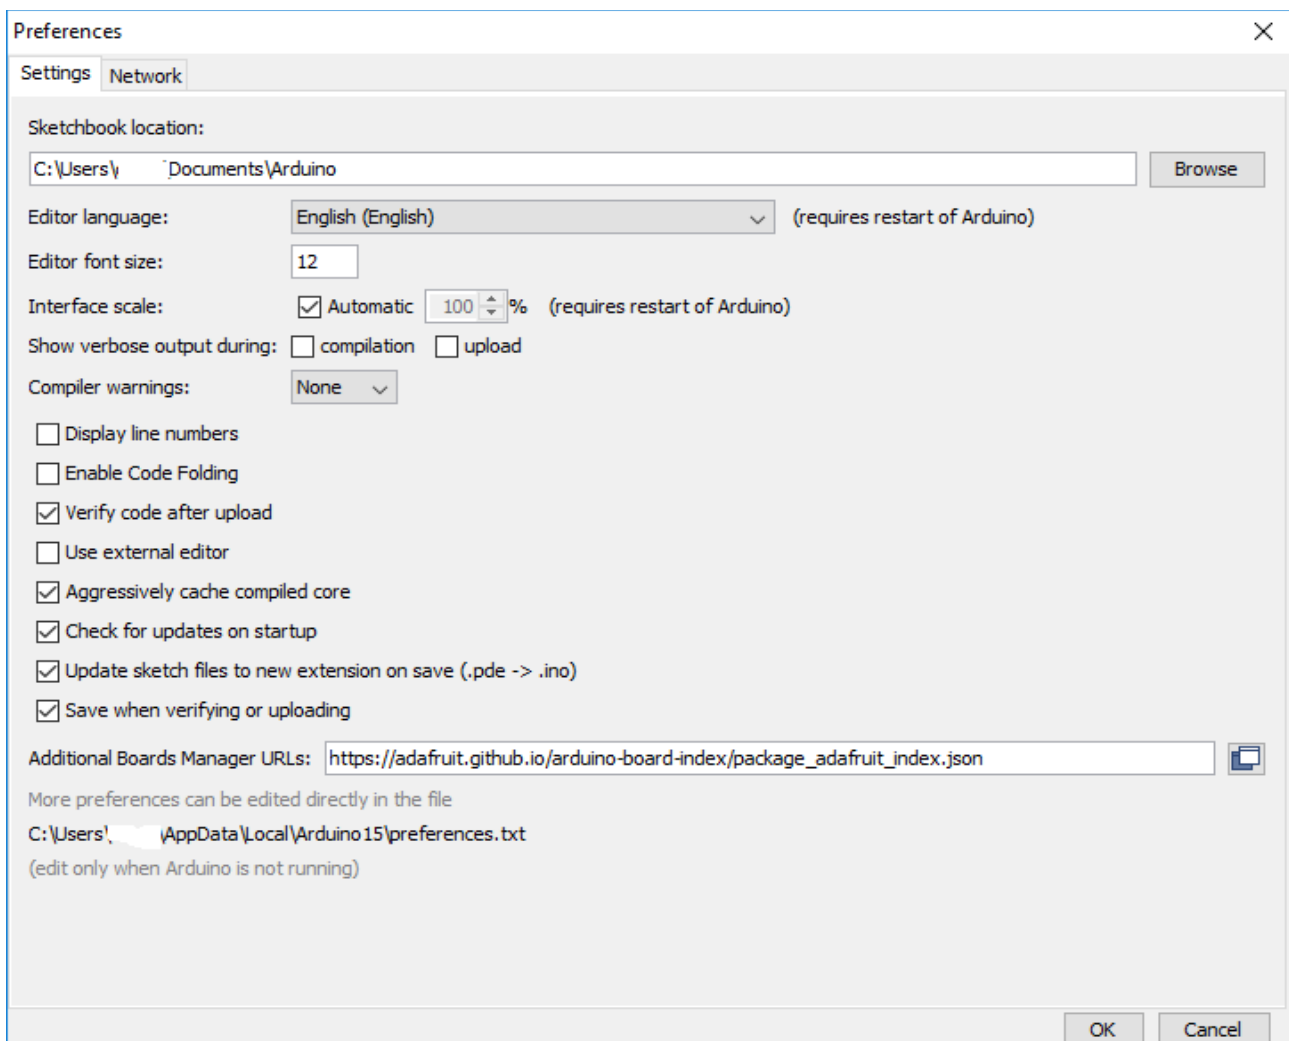 Preferences
Settings Network
Sketchbook location:
C:\Users\ Documents\Arduino Browse
Editor language: English (English) (requires restart of Arduino)
Editor font size: 12
Interface scale: Automatic 100 % (requires restart of Arduino)
Show verbose output during: compilation upload
Compiler warnings: None
Display line numbers
Enable Code Folding
Verify code after upload
Use external editor
Aggressively cache compiled core
Check for updates on startup
Update sketch files to new extension on save (.pde -> .ino)
Save when verifying or uploading
Additional Boards Manager URLs: https://adafruit.github.io/arduino-board-index/package_adafruit_index.json
More preferences can be edited directly in the file
C:\Users\ \AppData\Local\Arduino15\preferences.txt
(edit only when Arduino is not running)
OK Cancel